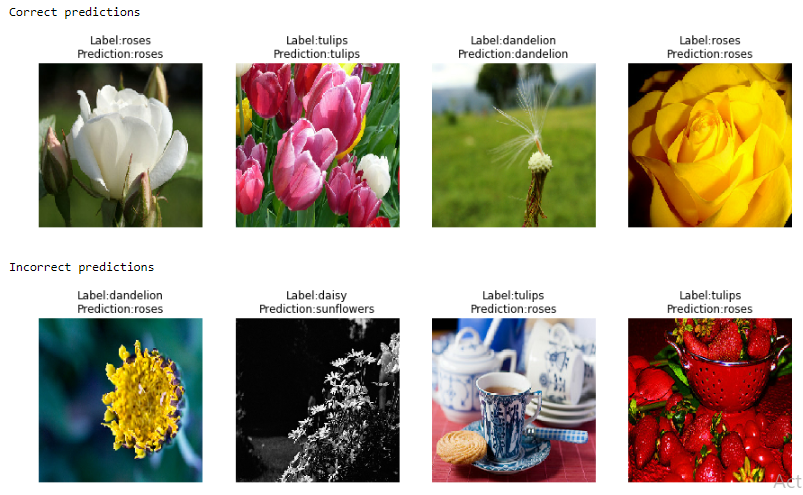 Correct predictions
Label:roses
Prediction:roses
Label:tulips
Prediction:tulips
Label:dandelion
Prediction:dandelion
Label:roses
Prediction:roses
Incorrect predictions
Label:dandelion
Prediction:roses
Label:daisy
Prediction:sunflowers
Label:tulips
Prediction:roses
Label:tulips
Prediction:roses
Act